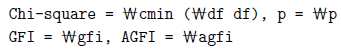 Chi-square = ₩cmin (₩df df), p = ₩p
GFI = ₩gfi, AGFI = ₩agfi